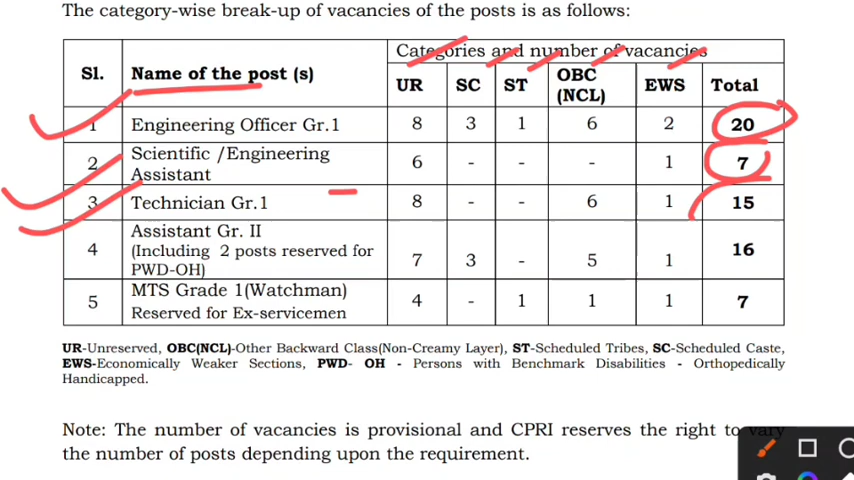 The category-wise break-up of vacancies of the posts is as follows:
Sl. Name of the post (s) Categories and number of vacancies
UR SC ST OBC (NCL) EWS Total
1 Engineering Officer Gr.1 8 3 1 6 2 20
2 Scientific /Engineering Assistant 6 - - - 1 7
3 Technician Gr.1 8 - - 6 1 15
4 Assistant Gr. II (Including 2 posts reserved for PWD-OH) 7 3 - 5 1 16
5 MTS Grade 1(Watchman) Reserved for Ex-servicemen 4 - 1 1 1 7
UR-Unreserved, OBC(NCL)-Other Backward Class(Non-Creamy Layer), ST-Scheduled Tribes, SC-Scheduled Caste,
EWS-Economically Weaker Sections, PWD- OH - Persons with Benchmark Disabilities - Orthopedically
Handicapped.
Note: The number of vacancies is provisional and CPRI reserves the right to vary
the number of posts depending upon the requirement.